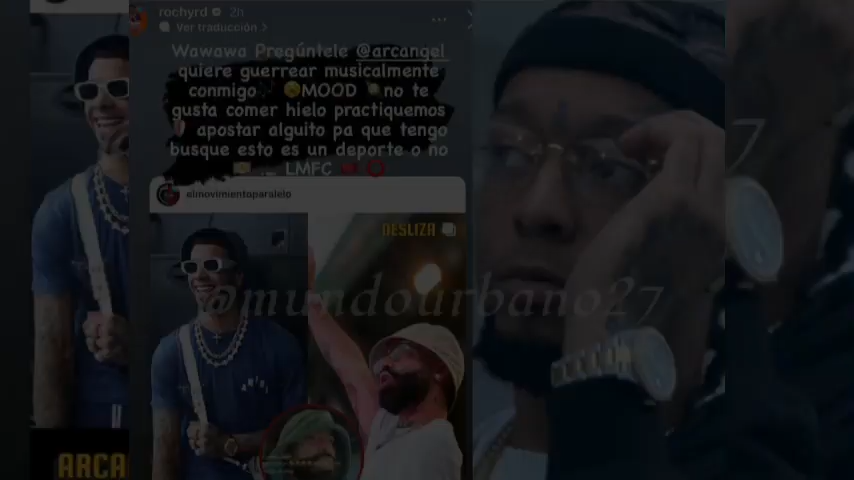 rochyrd 2h
Ver traducción >
Wawawa Pregúntele @arcangel
quiere guerrear musicalmente
conmigo MOOD no te
gusta comer hielo practiquemos
apostar alguito pa que tengo
busque esto es un deporte o no
LMFC
elmovimientoparalelo
DESLIZA
@mundourbano27
7
ARCA